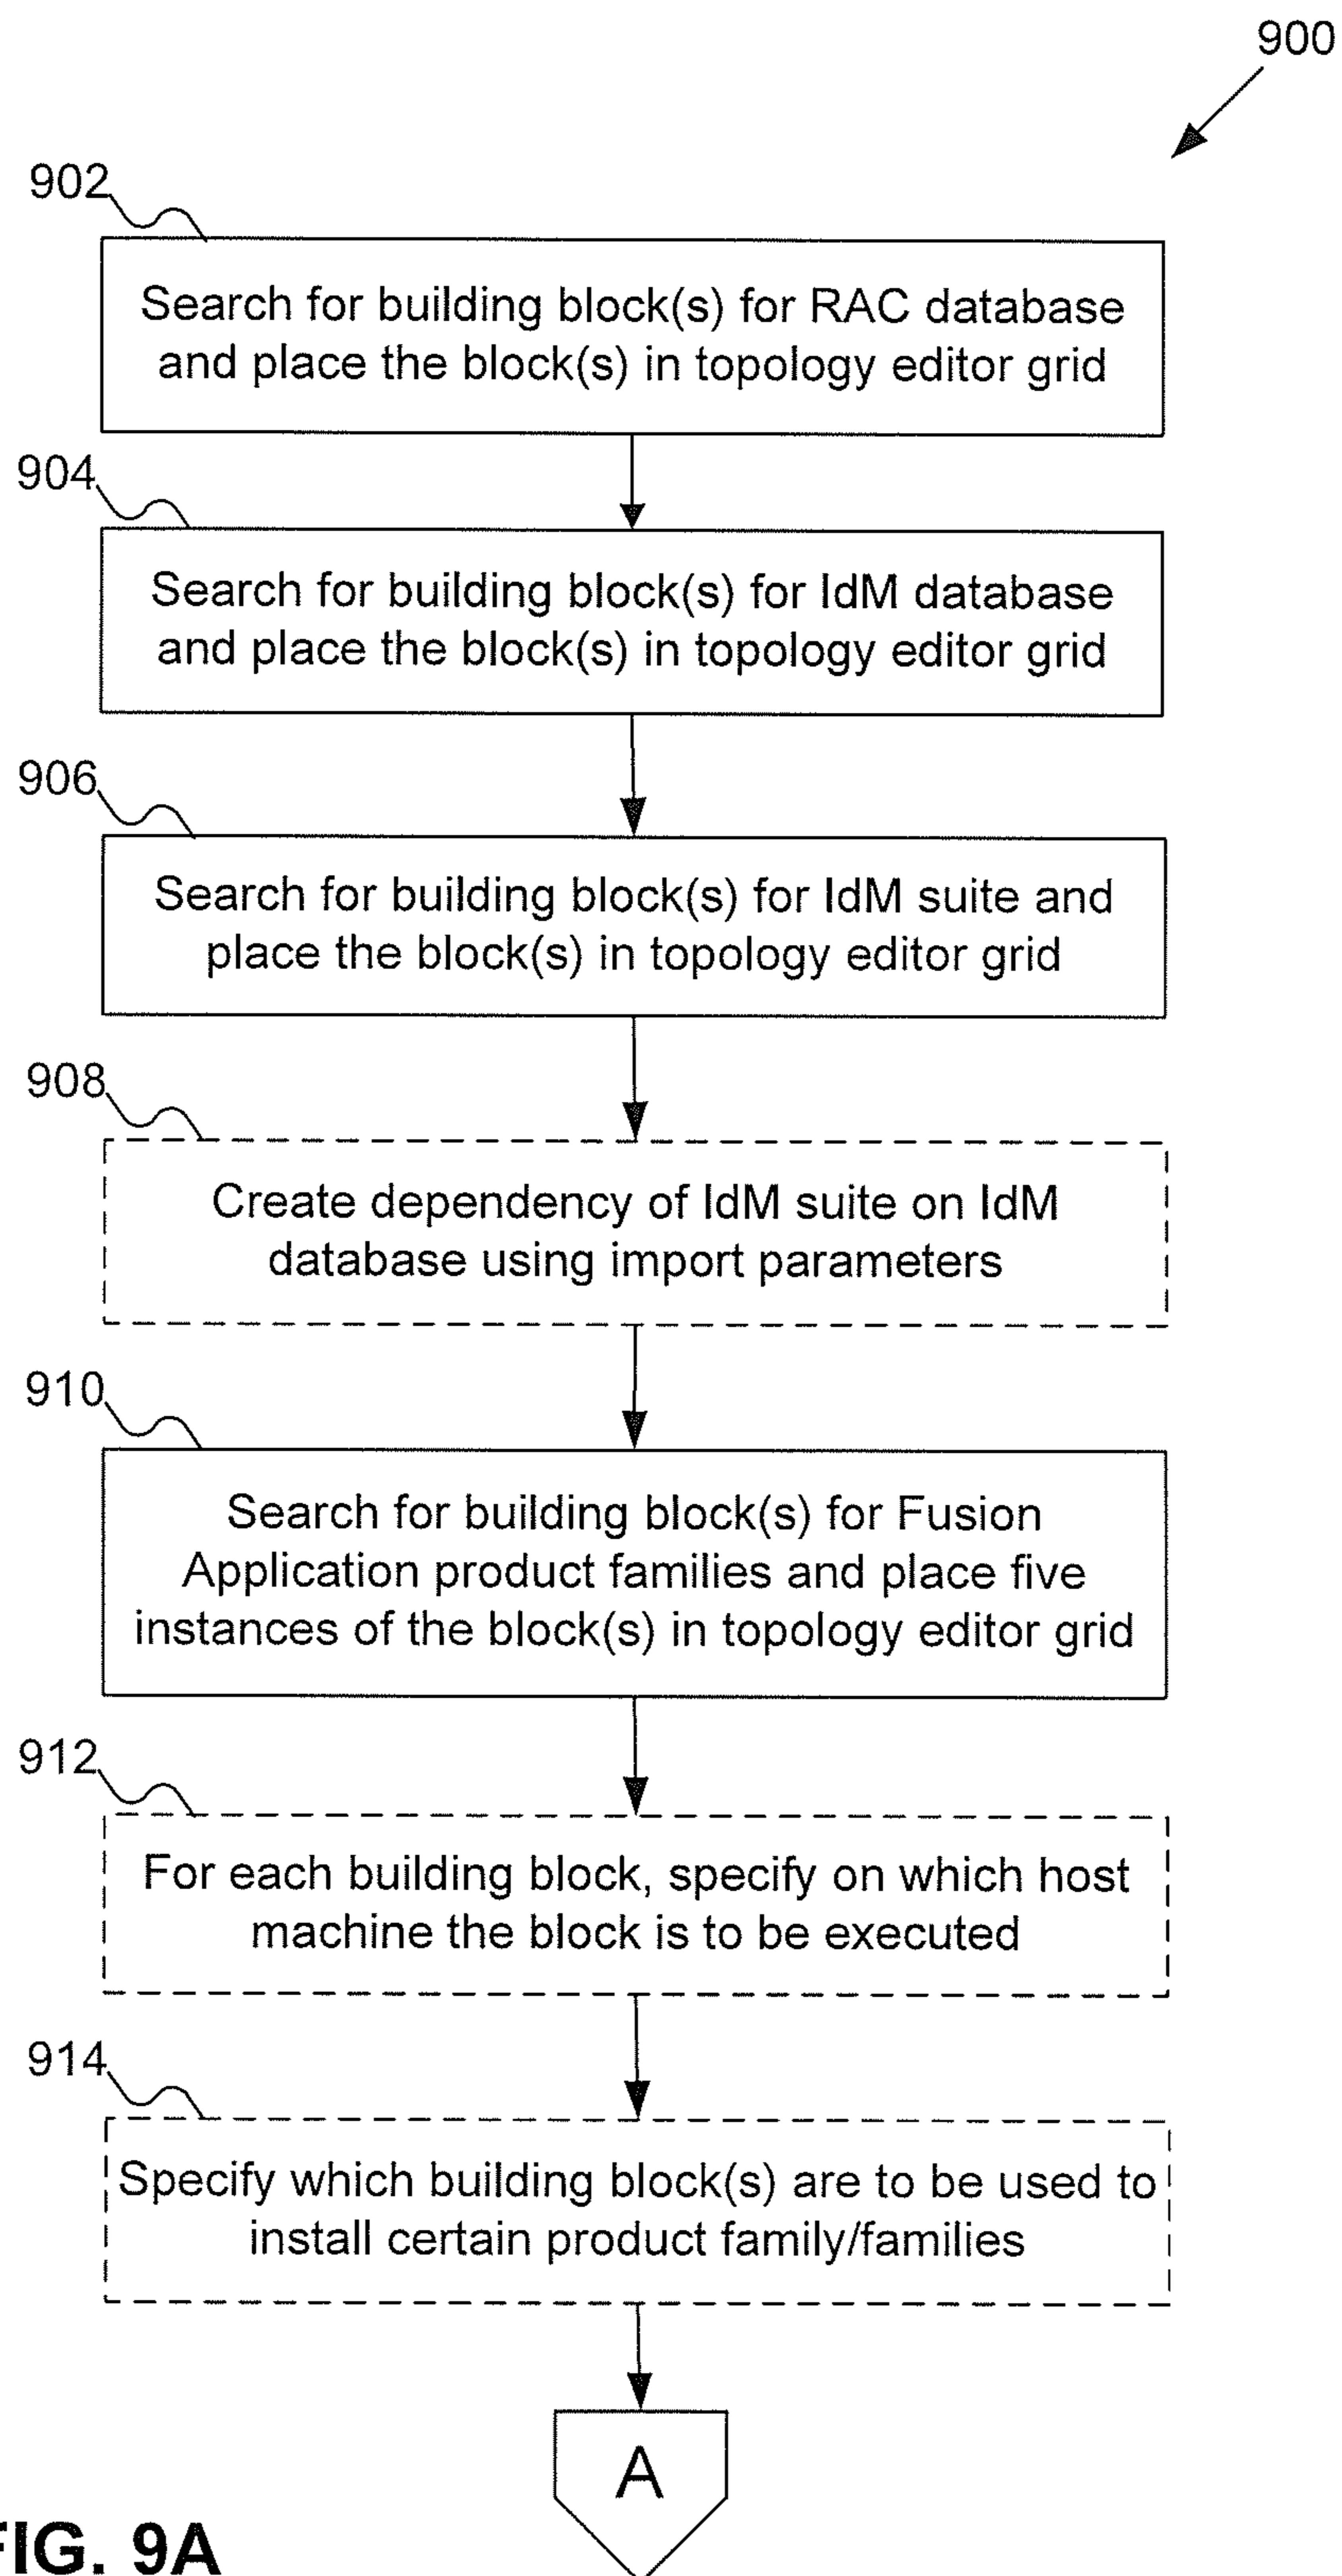 900
902
Search for building block(s) for RAC database
and place the block(s) in topology editor grid
904
Search for building block(s) for IdM database
and place the block(s) in topology editor grid
906
Search for building block(s) for IdM suite and
place the block(s) in topology editor grid
908
Create dependency of IdM suite on IdM
database using import parameters
910
Search for building block(s) for Fusion
Application product families and place five
instances of the block(s) in topology editor grid
912
For each building block, specify on which host
machine the block is to be executed
914
Specify which building block(s) are to be used to
install certain product family/families
A
FIG. 9A